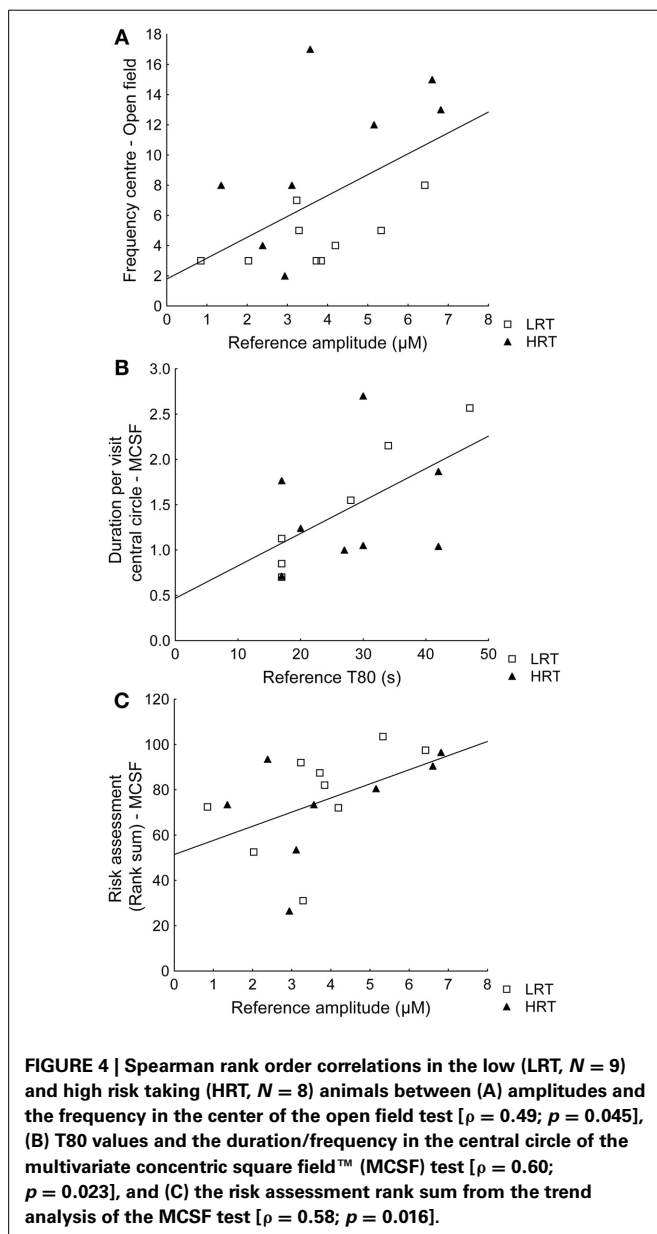 A
18
16
14
12
10
8
6
4
2
0
Frequency centre - Open field
0 1 2 3 4 5 6 7 8
Reference amplitude (µM)
LRT
HRT
B
3.0
2.5
2.0
1.5
1.0
0.5
0.0
Duration per visit
central circle - MCSF
0 10 20 30 40 50
Reference T80 (s)
LRT
HRT
C
120
100
80
60
40
20
0
Risk assessment
(Rank sum) - MCSF
0 1 2 3 4 5 6 7 8
Reference amplitude (µM)
LRT
HRT
FIGURE 4 | Spearman rank order correlations in the low (LRT, N = 9)
and high risk taking (HRT, N = 8) animals between (A) amplitudes and
the frequency in the center of the open field test [ρ = 0.49; p = 0.045],
(B) T80 values and the duration/frequency in the central circle of the
multivariate concentric square field™ (MCSF) test [ρ = 0.60;
p = 0.023], and (C) the risk assessment rank sum from the trend
analysis of the MCSF test [ρ = 0.58; p = 0.016].